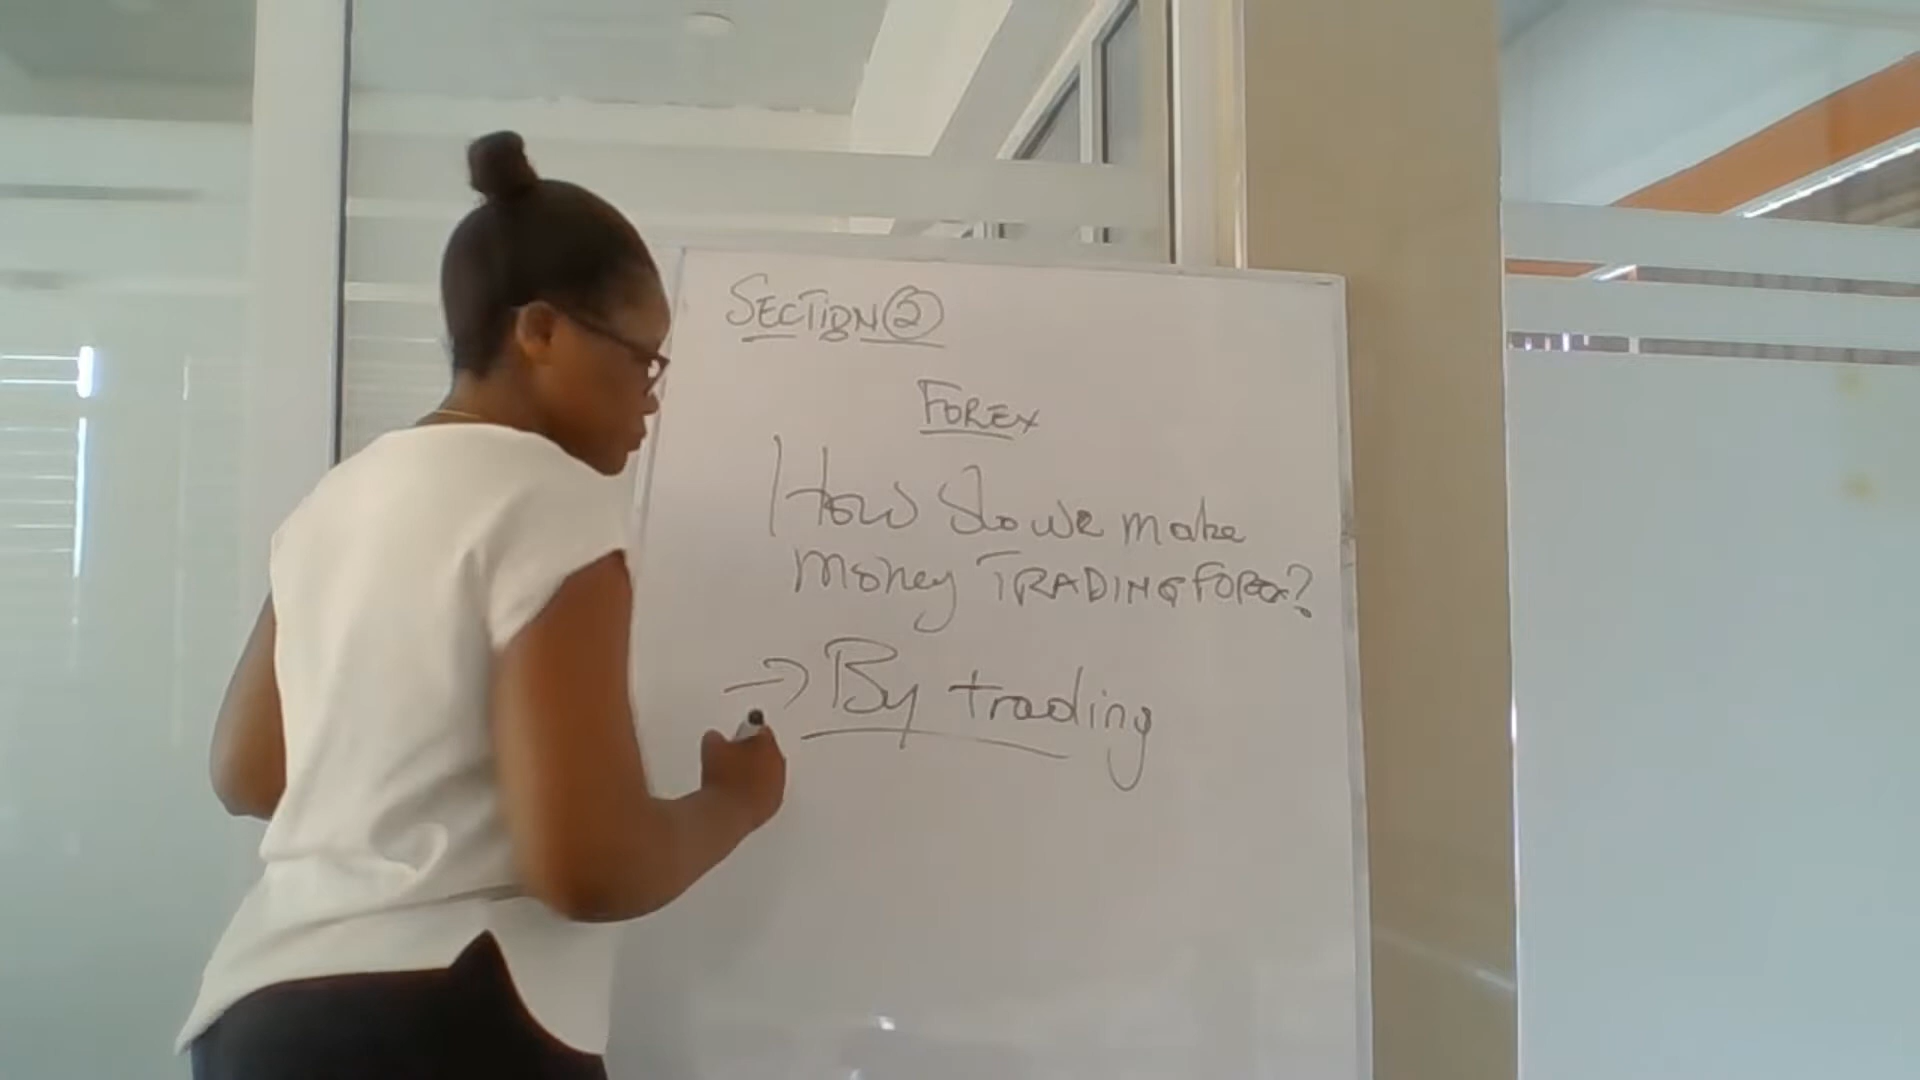 SECTION 2
FOREX
How do we make
money TRADING FOREX?
→ By trading